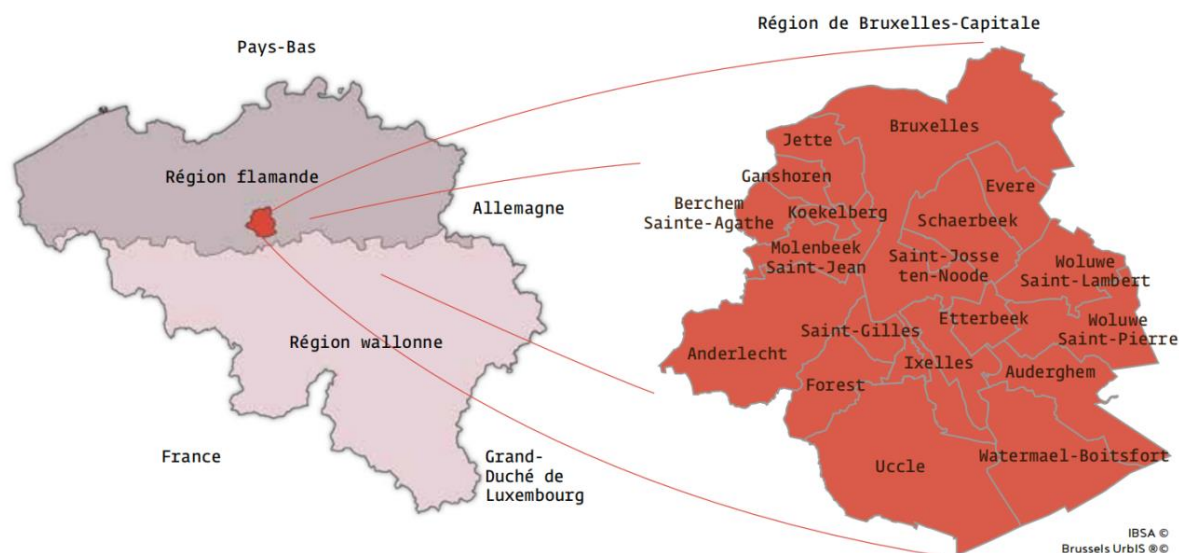 Région de Bruxelles-Capitale
Pays-Bas
Région flamande
Allemagne
Région wallonne
France
Grand-
Duché de
Luxembourg
Bruxelles
Jette
Ganshoren
Evere
Berchem
Sainte-Agathe
Koekelberg
Schaerbeek
Molenbeek
Saint-Jean
Saint-Josse
ten-Noode
Woluwe
Saint-Lambert
Etterbeek
Woluwe
Saint-Pierre
Saint-Gilles
Anderlecht
Ixelles
Auderghem
Forest
Uccle
Watermael-Boitsfort
IBSA ©
Brussels UrbIS ®©